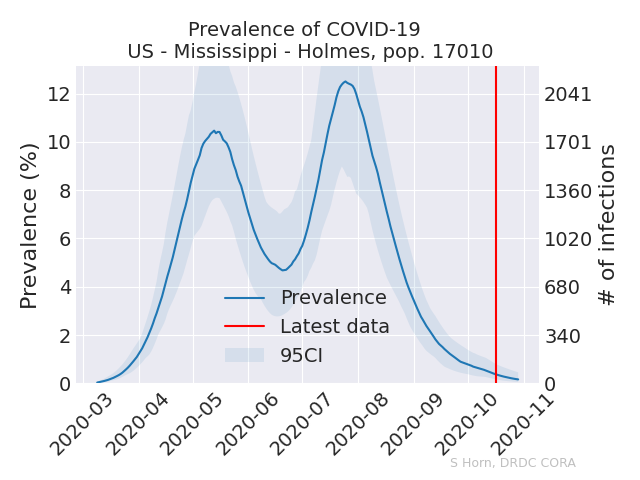 Prevalence of COVID-19
US - Mississippi - Holmes, pop. 17010
Prevalence (%)
12
10
8
6
4
2
0
2041
1701
1360
1020
680
340
0
# of infections
Prevalence
Latest data
95CI
2020-03
2020-04
2020-05
2020-06
2020-07
2020-08
2020-09
2020-10
2020-11
S Horn, DRDC CORA